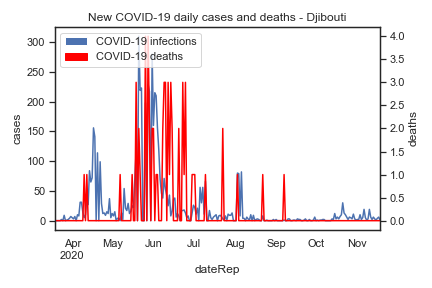 New COVID-19 daily cases and deaths - Djibouti
COVID-19 infections
COVID-19 deaths
cases
300
250
200
150
100
50
0
deaths
4.0
3.5
3.0
2.5
2.0
1.5
1.0
0.5
0.0
Apr May Jun Jul Aug Sep Oct Nov
2020
dateRep